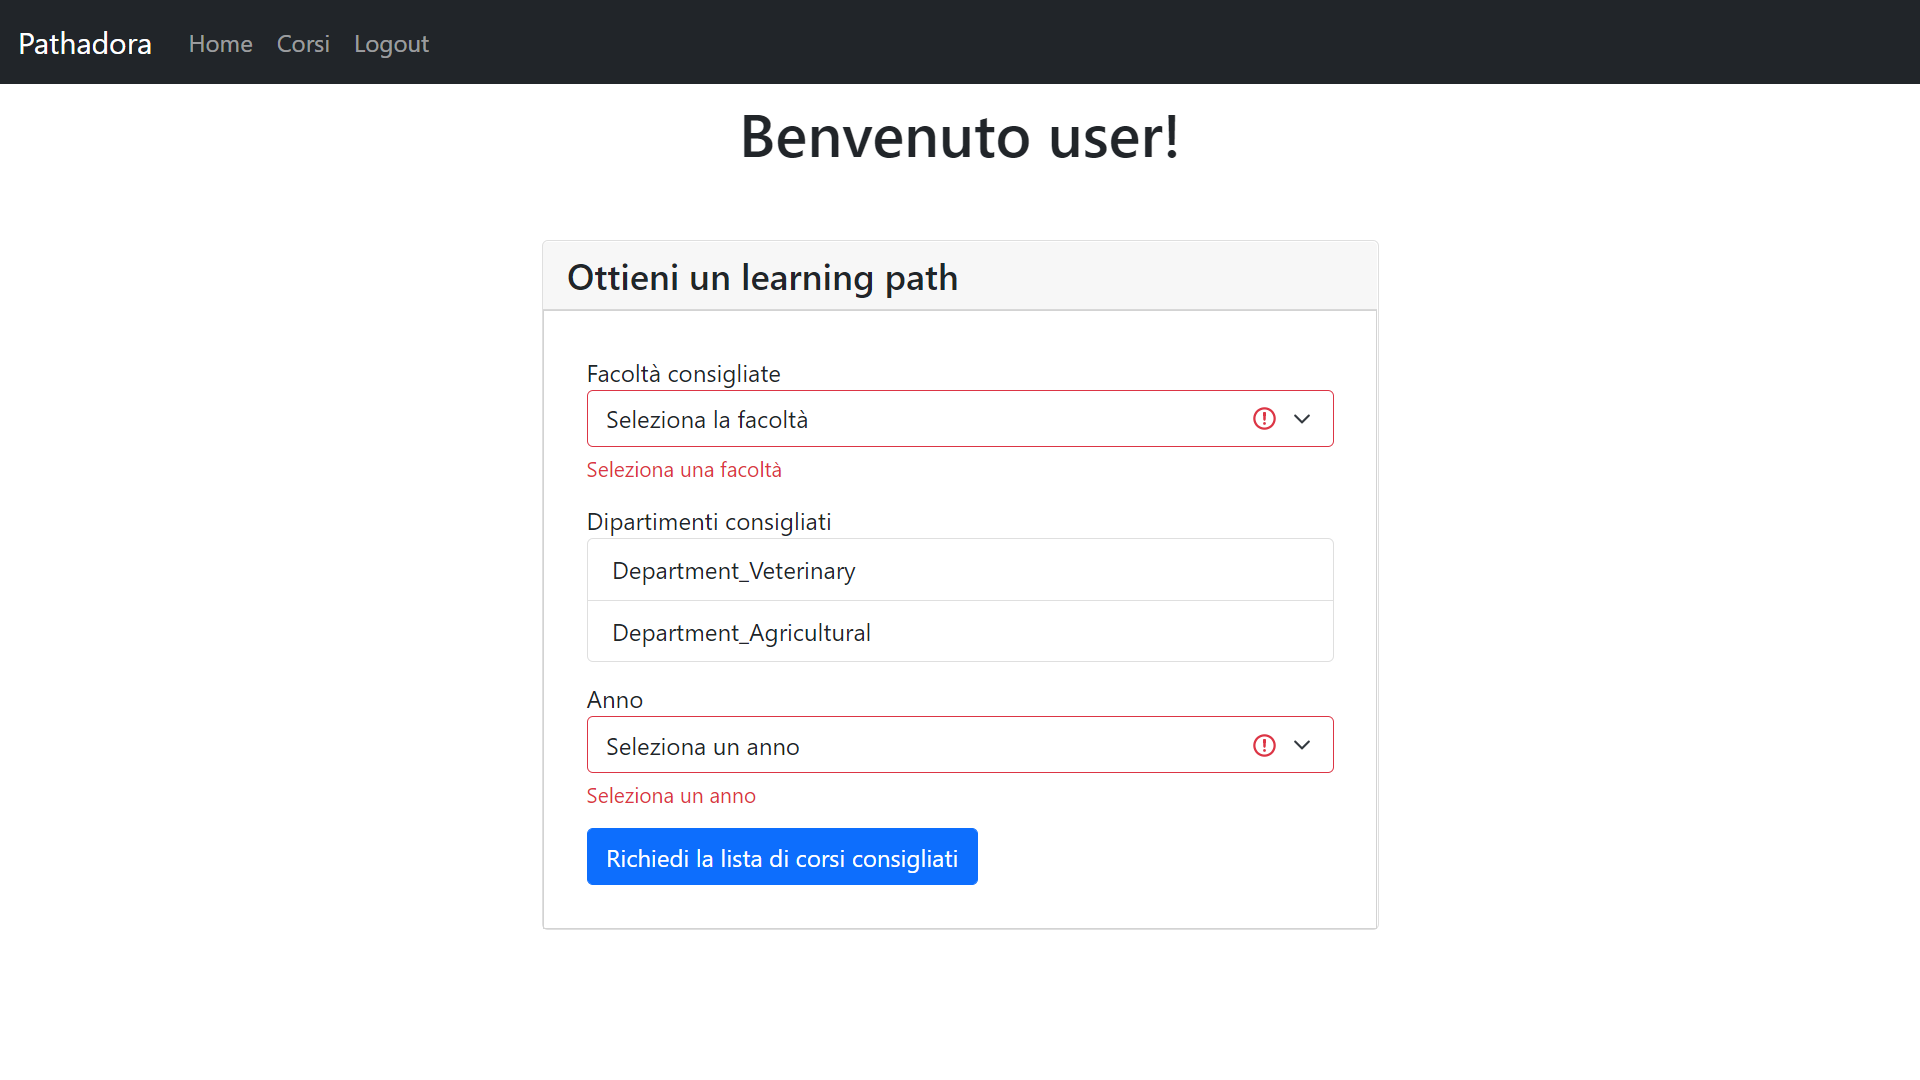 Pathadora Home Corsi Logout
Benvenuto user!
Ottieni un learning path
Facoltà consigliate
Seleziona la facoltà
Seleziona una facoltà
Dipartimenti consigliati
Department_Veterinary
Department_Agricultural
Anno
Seleziona un anno
Seleziona un anno
Richiedi la lista di corsi consigliati